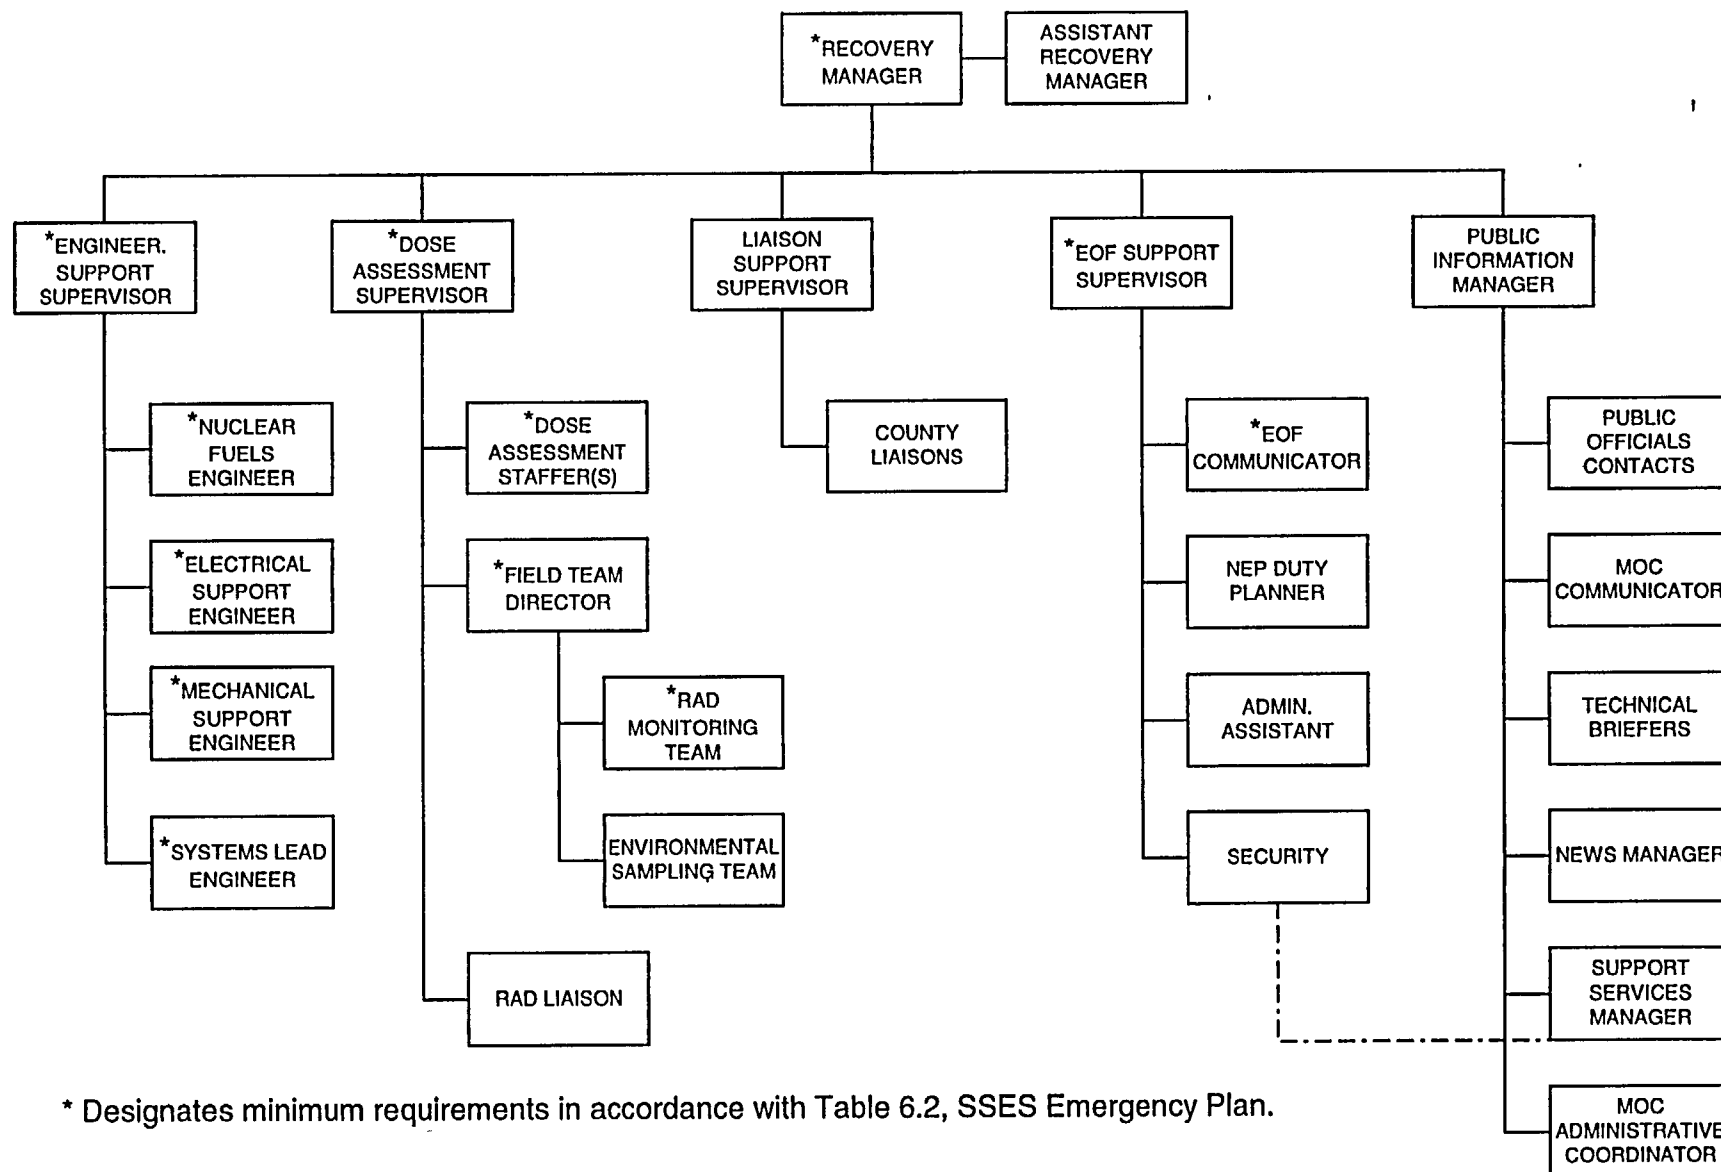 *RECOVERY
MANAGER
ASSISTANT
RECOVERY
MANAGER
*ENGINEER.
SUPPORT
SUPERVISOR
*DOSE
ASSESSMENT
SUPERVISOR
LIAISON
SUPPORT
SUPERVISOR
*EOF SUPPORT
SUPERVISOR
PUBLIC
INFORMATION
MANAGER
*NUCLEAR
FUELS
ENGINEER
*ELECTRICAL
SUPPORT
ENGINEER
*MECHANICAL
SUPPORT
ENGINEER
*SYSTEMS LEAD
ENGINEER
*DOSE
ASSESSMENT
STAFFER(S)
*FIELD TEAM
DIRECTOR
*RAD
MONITORING
TEAM
ENVIRONMENTAL
SAMPLING TEAM
RAD LIAISON
COUNTY
LIAISONS
*EOF
COMMUNICATOR
NEP DUTY
PLANNER
ADMIN.
ASSISTANT
SECURITY
PUBLIC
OFFICIALS
CONTACTS
MOC
COMMUNICATOR
TECHNICAL
BRIEFERS
NEWS MANAGER
SUPPORT
SERVICES
MANAGER
MOC
ADMINISTRATIVE
COORDINATOR
* Designates minimum requirements in accordance with Table 6.2, SSES Emergency Plan.